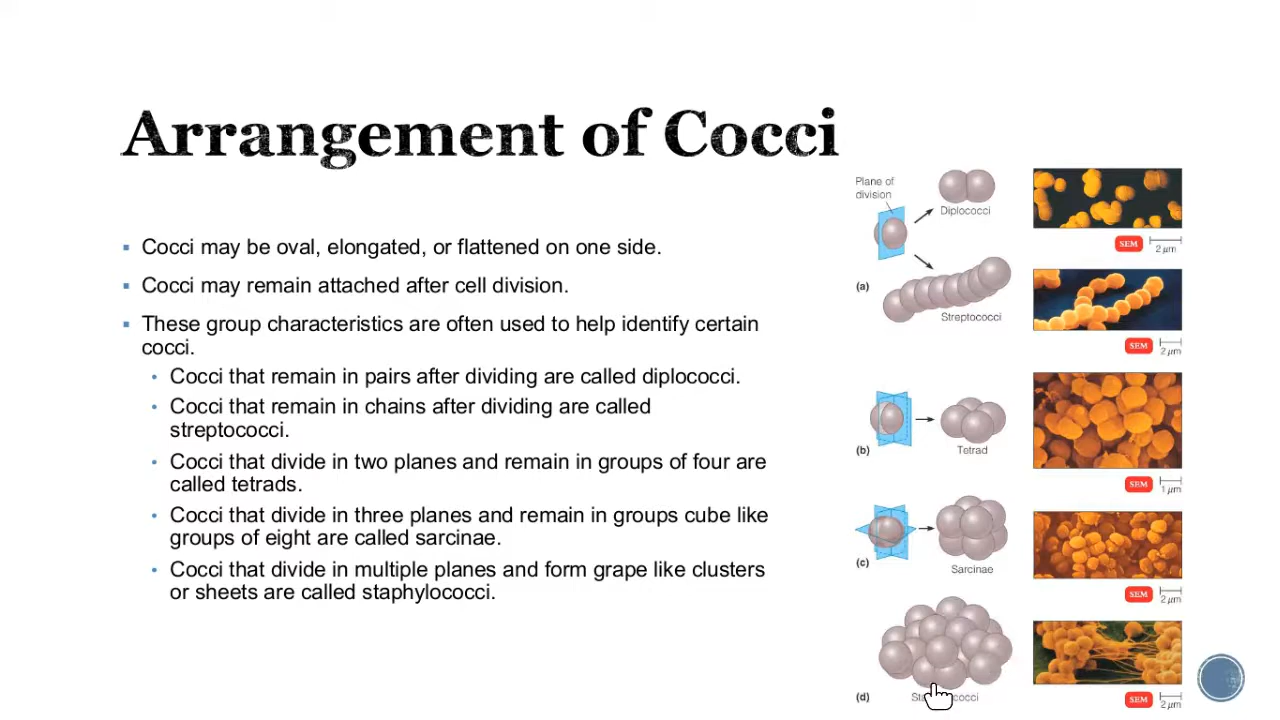 Arrangement of Cocci
▪ Cocci may be oval, elongated, or flattened on one side.
▪ Cocci may remain attached after cell division.
▪ These group characteristics are often used to help identify certain
cocci.
• Cocci that remain in pairs after dividing are called diplococci.
• Cocci that remain in chains after dividing are called
streptococci.
• Cocci that divide in two planes and remain in groups of four are
called tetrads.
• Cocci that divide in three planes and remain in groups cube like
groups of eight are called sarcinae.
• Cocci that divide in multiple planes and form grape like clusters
or sheets are called staphylococci.
Plane of
division
Diplococci
SEM 2 μm
(a)
Streptococci
SEM 2 μm
(b)
Tetrad
SEM 1 μm
(c)
Sarcinae
SEM 2 μm
(d)
SEM 2 μm